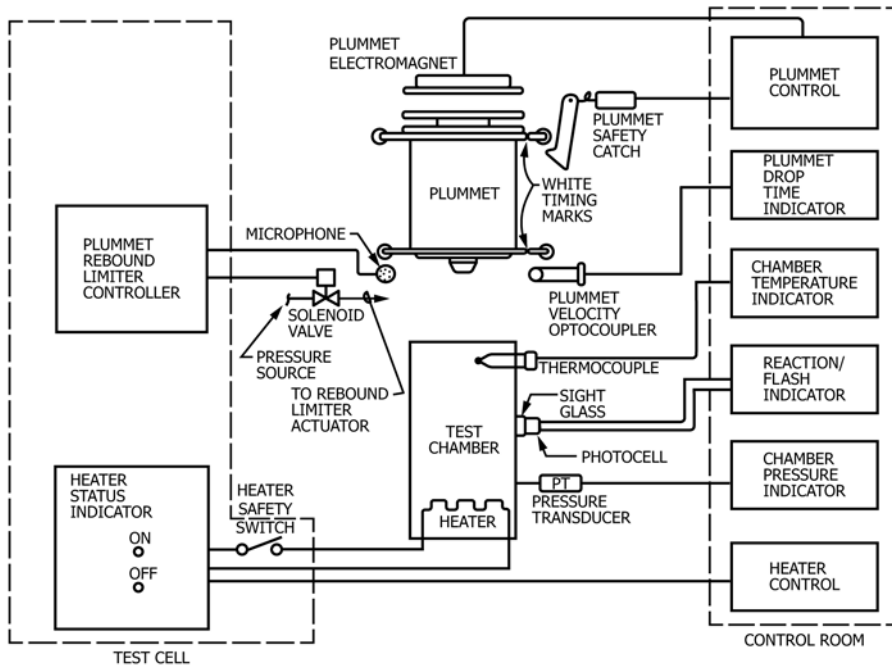 PLUMMET
ELECTROMAGNET
PLUMMET
CONTROL
PLUMMET
SAFETY
CATCH
PLUMMET
DROP
TIME
INDICATOR
PLUMMET
WHITE
TIMING
MARKS
PLUMMET
REBOUND
LIMITER
CONTROLLER
MICROPHONE
CHAMBER
TEMPERATURE
INDICATOR
SOLENOID
VALVE
PLUMMET
VELOCITY
OPTOCOUPLER
PRESSURE
SOURCE
THERMOCOUPLE
REACTION/
FLASH
INDICATOR
TO REBOUND
LIMITER
ACTUATOR
SIGHT
GLASS
TEST
CHAMBER
PHOTOCELL
CHAMBER
PRESSURE
INDICATOR
HEATER
STATUS
INDICATOR
HEATER
SAFETY
SWITCH
PT
PRESSURE
TRANSDUCER
HEATER
ON
OFF
HEATER
CONTROL
TEST CELL
CONTROL ROOM